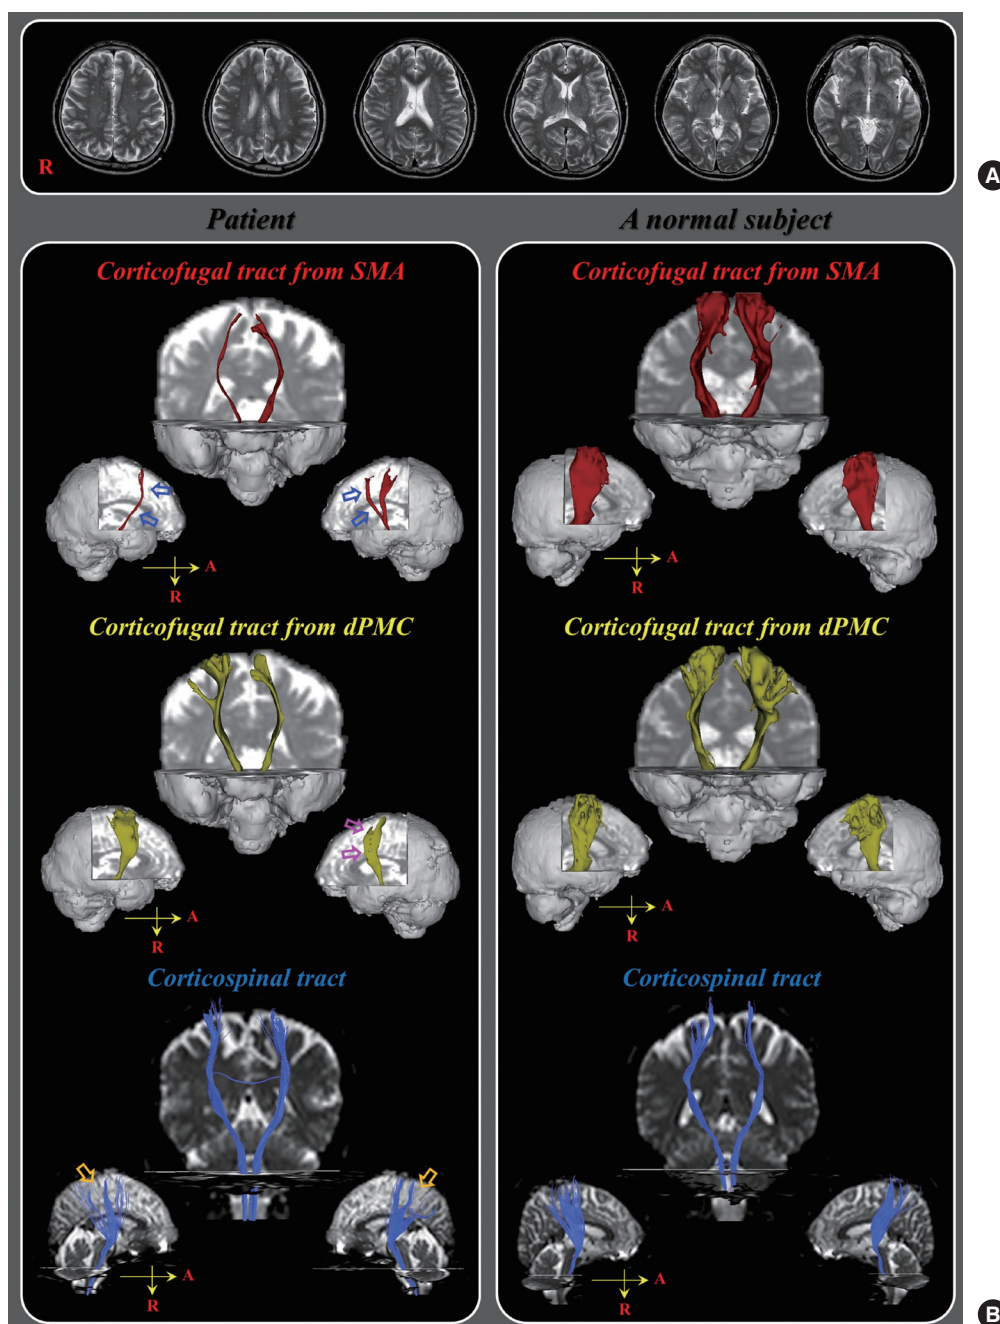 R
A
Patient
A normal subject
Corticofugal tract from SMA
Corticofugal tract from SMA
A
R
A
R
Corticofugal tract from dPMC
Corticofugal tract from dPMC
A
R
A
R
Corticospinal tract
Corticospinal tract
A
R
A
R
B